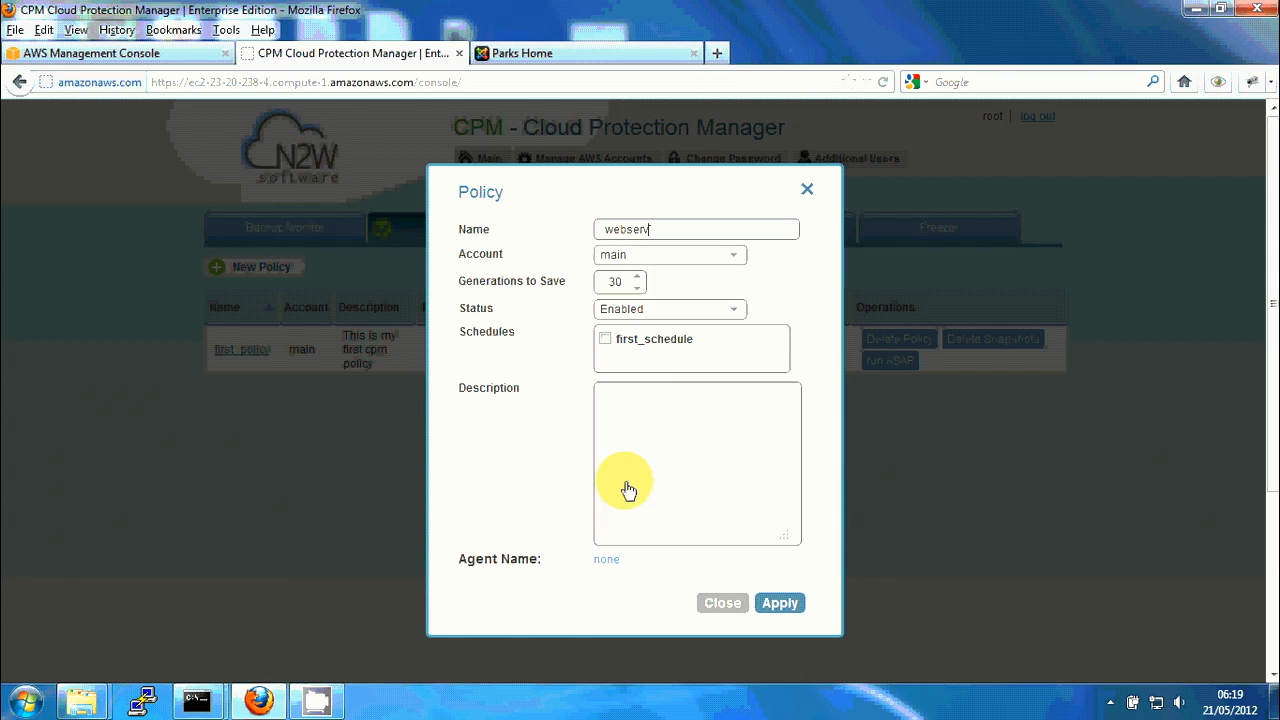 CPM Cloud Protection Manager | Enterprise Edition - Mozilla Firefox
File Edit View History Bookmarks Tools Help
AWS Management Console
CPM Cloud Protection Manager | Ent...
Parks Home
amazonaws.com
https://ec2-23-20-238-4.compute-1.amazonaws.com/console/
Google
N2W
software
CPM - Cloud Protection Manager
root | log out
Main Manage AWS Accounts Change Password Additional Users
Backup Monitor
Freezer
New Policy
Name Account Description
Operations
first_policy main This is my
first cpm
policy
Delete Policy Delete Snapshots
run ASAP
Policy
Name webserv
Account main
Generations to Save 30
Status Enabled
Schedules first_schedule
Description
Agent Name: none
Close Apply
C:\.
06:19
21/05/2012